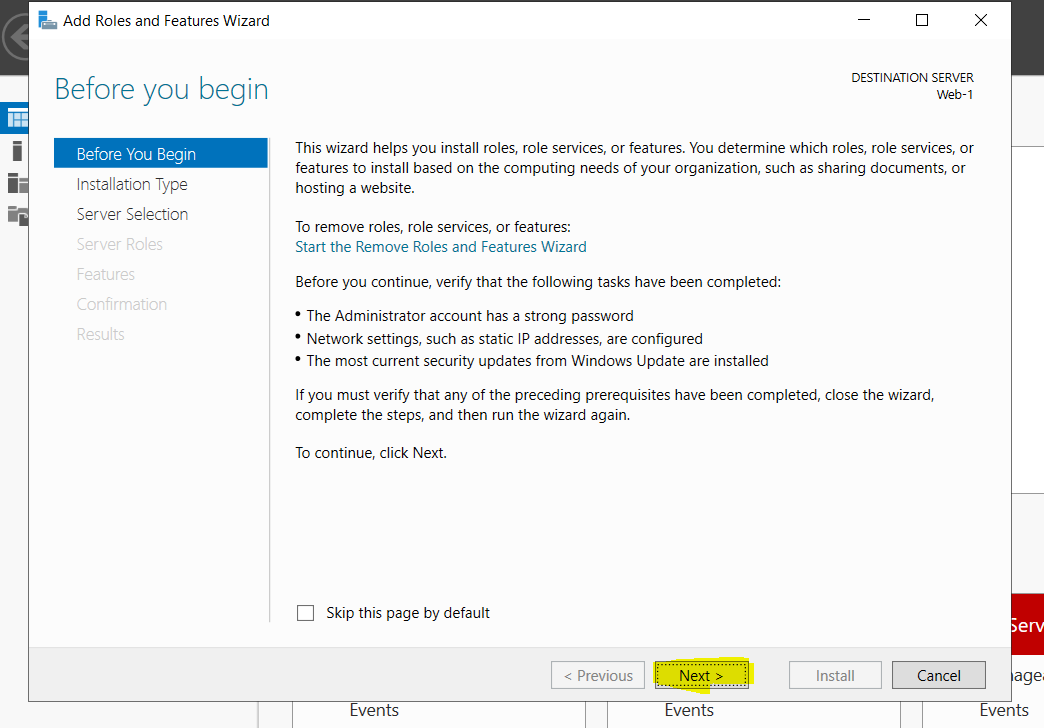 Add Roles and Features Wizard
Before you begin
DESTINATION SERVER
Web-1
Before You Begin
Installation Type
Server Selection
Server Roles
Features
Confirmation
Results
This wizard helps you install roles, role services, or features. You determine which roles, role services, or
features to install based on the computing needs of your organization, such as sharing documents, or
hosting a website.
To remove roles, role services, or features:
Start the Remove Roles and Features Wizard
Before you continue, verify that the following tasks have been completed:
• The Administrator account has a strong password
• Network settings, such as static IP addresses, are configured
• The most current security updates from Windows Update are installed
If you must verify that any of the preceding prerequisites have been completed, close the wizard,
complete the steps, and then run the wizard again.
To continue, click Next.
Skip this page by default
< Previous
Next >
Install
Cancel
Events
Events
Events